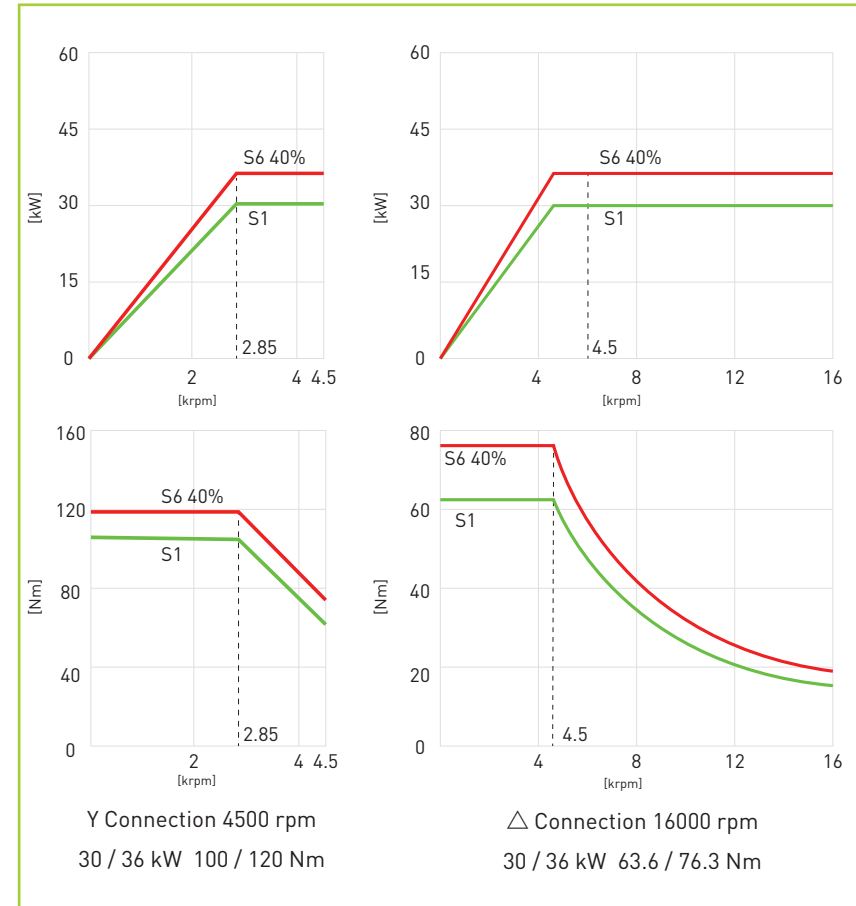 60
45
30
15
0
[kW]
S6 40%
S1
2.85
2
4
4.5
[krpm]
60
45
30
15
0
[kW]
S6 40%
S1
4.5
4
8
12
16
[krpm]
160
120
80
40
0
[Nm]
S6 40%
S1
2.85
2
4
4.5
[krpm]
80
60
40
20
0
[Nm]
S6 40%
S1
4.5
4
8
12
16
[krpm]
Y Connection 4500 rpm
30 / 36 kW 100 / 120 Nm
△ Connection 16000 rpm
30 / 36 kW 63.6 / 76.3 Nm